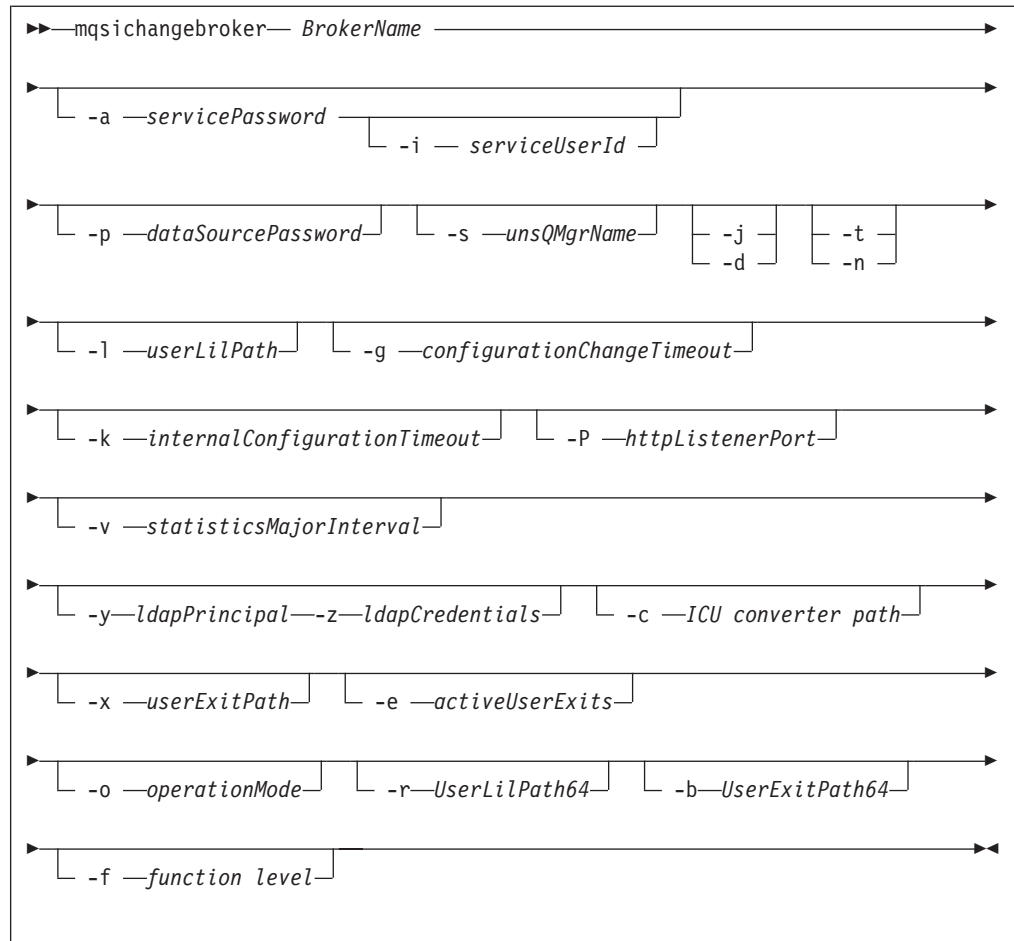 mqsichangebroker BrokerName
-a servicePassword
-i serviceUserId
-p dataSourcePassword -s unsQMgrName -j -t
-d -n
-l userLilPath -g configurationChangeTimeout
-k internalConfigurationTimeout -P httpListenerPort
-v statisticsMajorInterval
-y ldapPrincipal -z ldapCredentials -c ICU converter path
-x userExitPath -e activeUserExits
-o operationMode -r UserLilPath64 -b UserExitPath64
-f function level